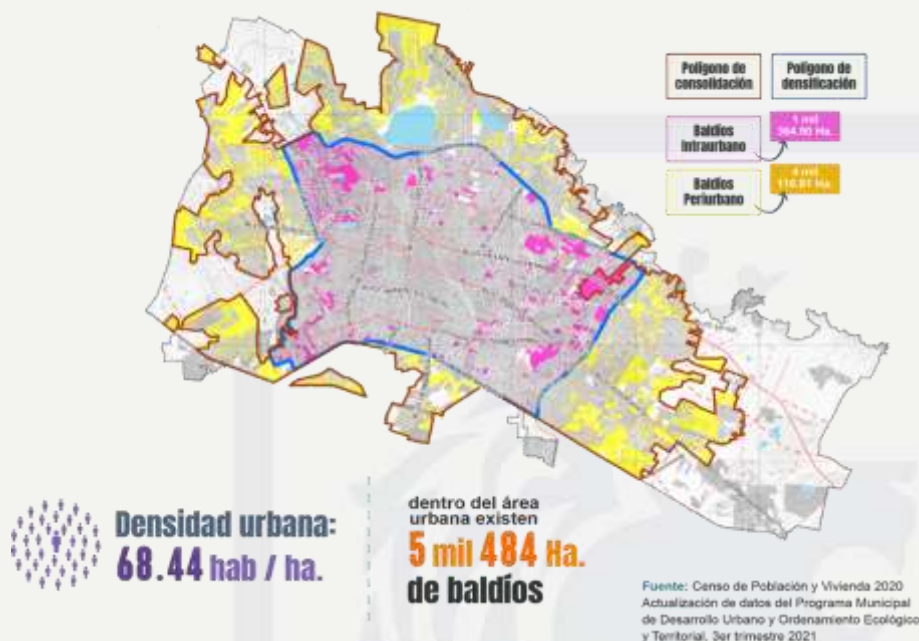 Polígono de
consolidación
Polígono de
densificación
Baldíos
Intraurbano
1 mil
364.90 Ha.
Baldíos
Periurbano
4 mil
Ha.
Densidad urbana:
68.44 hab / ha.
dentro del área
urbana existen
5 mil 484 Ha.
de baldíos
Fuente: Censo de Población y Vivienda 2020
Actualización de datos del Programa Municipal
de Desarrollo Urbano y Ordenamiento Ecológico
y Territorial. 3er trimestre 2021